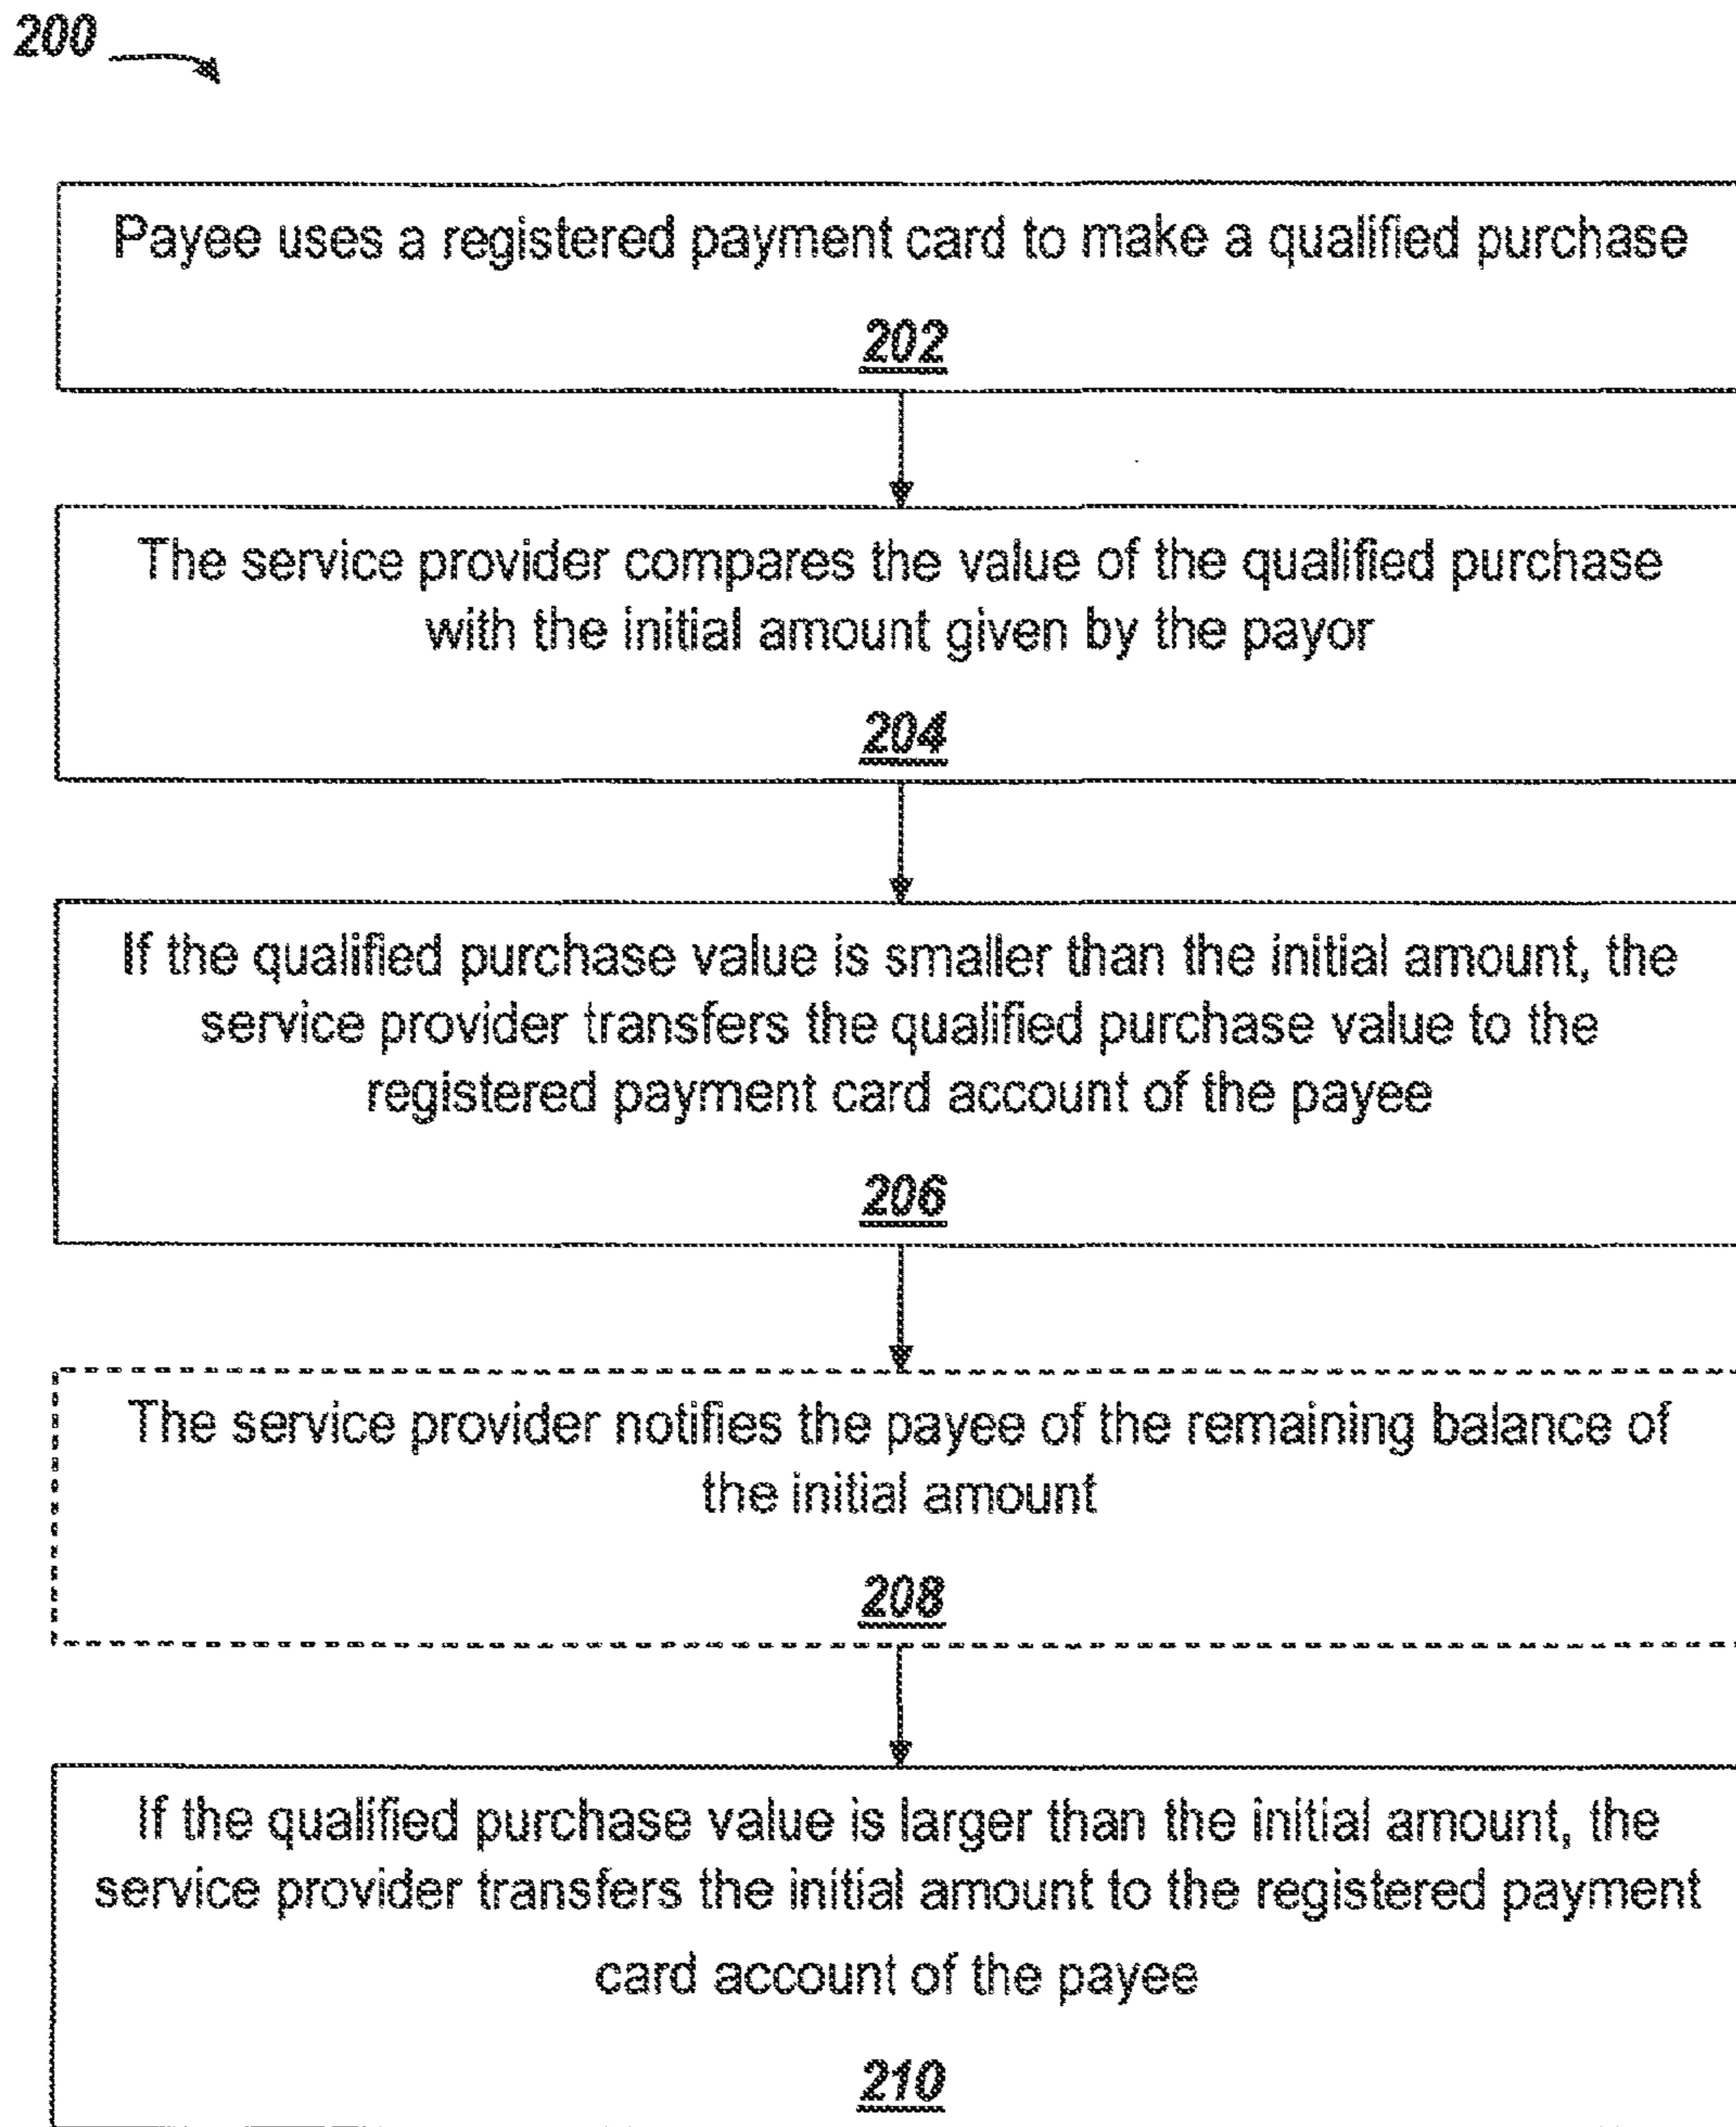 200
Payee uses a registered payment card to make a qualified purchase
202
The service provider compares the value of the qualified purchase
with the initial amount given by the payor
204
If the qualified purchase value is smaller than the initial amount, the
service provider transfers the qualified purchase value to the
registered payment card account of the payee
206
The service provider notifies the payee of the remaining balance of
the initial amount
208
If the qualified purchase value is larger than the initial amount, the
service provider transfers the initial amount to the registered payment
card account of the payee
210